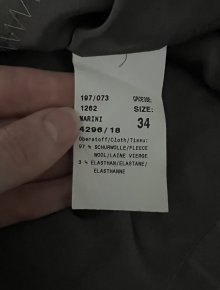 197/073 GROESSE:
1262 SIZE:
MARINI 34
4296/18
Oberstoff/Cloth/Tissu:
97 % SCHURWOLLE/FLEECE
WOOL/LAINE VIERGE
3 % ELASTHAN/ELASTANE/
ELASTHANNE